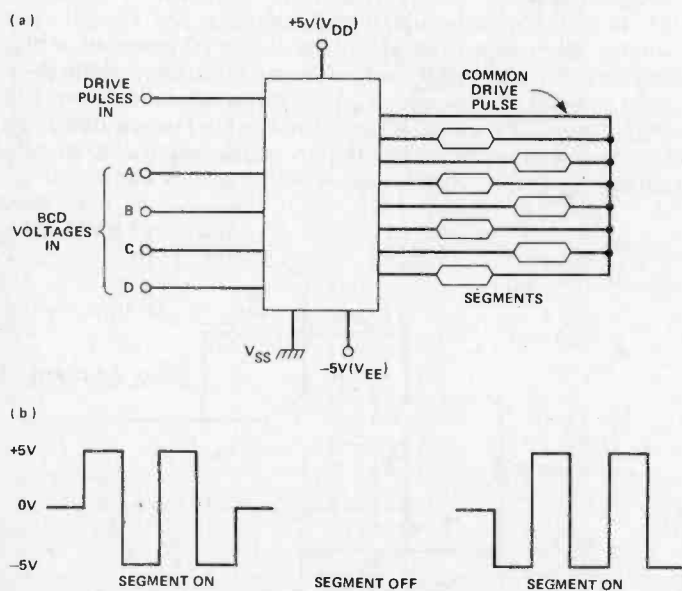 (a)
+5V(VDD)
DRIVE
PULSES
IN
COMMON
DRIVE
PULSE
A
B
C
D
BCD
VOLTAGES
IN
SEGMENTS
VSS
-5V(VEE)
(b)
+5V
0V
-5V
SEGMENT ON
SEGMENT OFF
SEGMENT ON